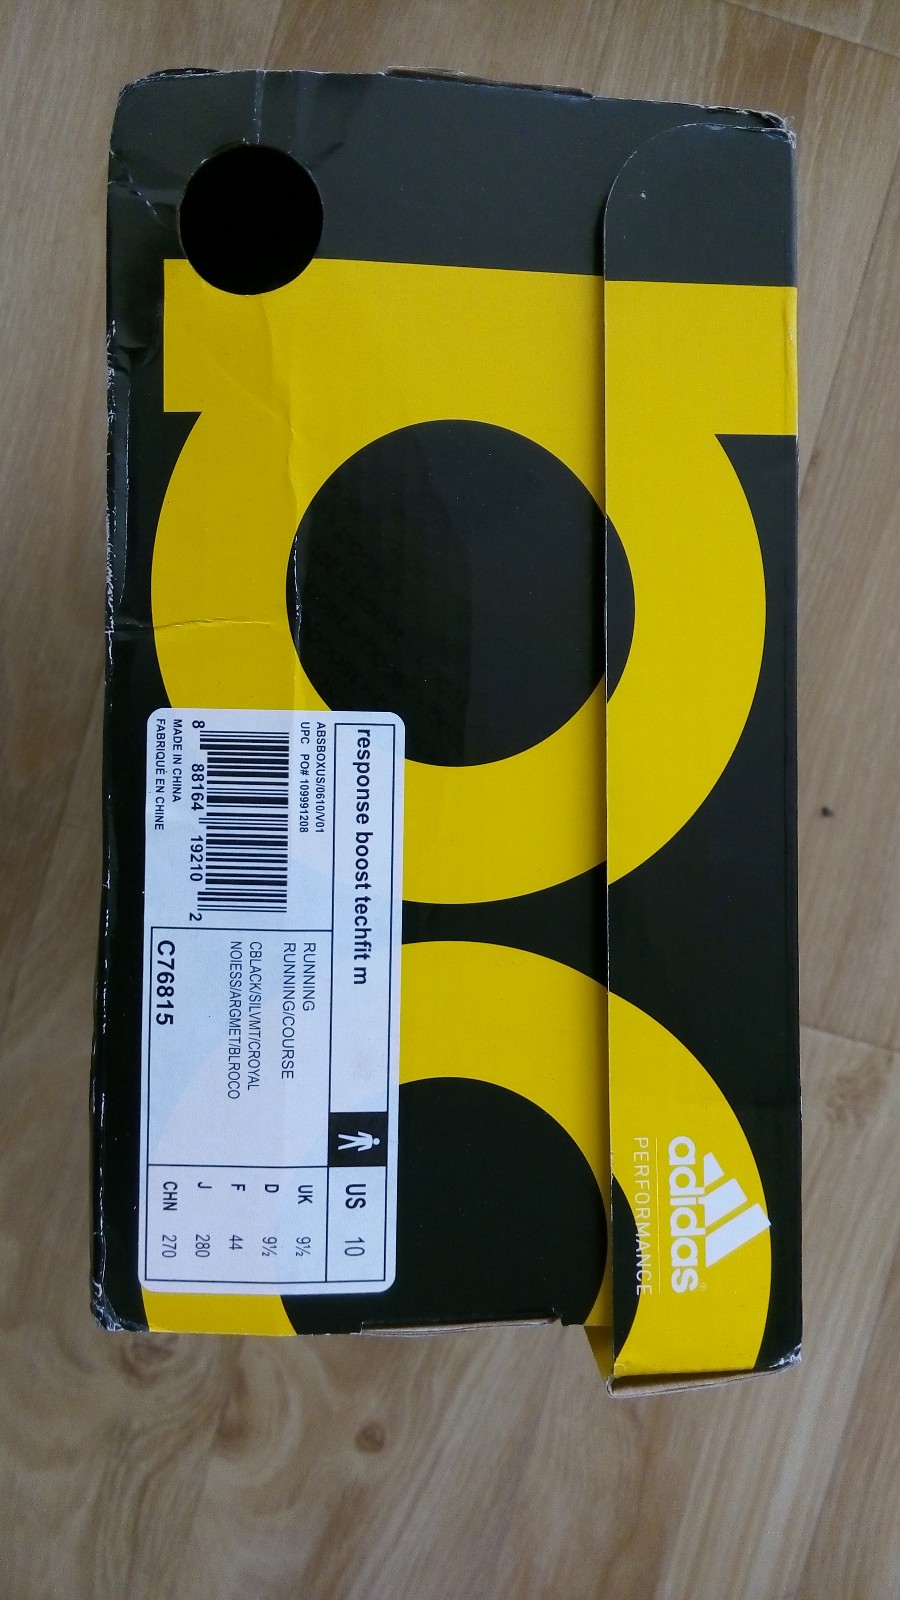 adidas®
PERFORMANCE
response boost techfit m
US 10
ABSBOXUS/0610/V01
UPC PO# 109991208
8 88164 19210 2
MADE IN CHINA
FABRIQUÉ EN CHINE
RUNNING
RUNNING/COURSE
CBLACK/SILVMT/CROYAL
NOIESS/ARGMET/BLROCO
C76815
UK 9½
D 9½
F 44
J 280
CHN 270